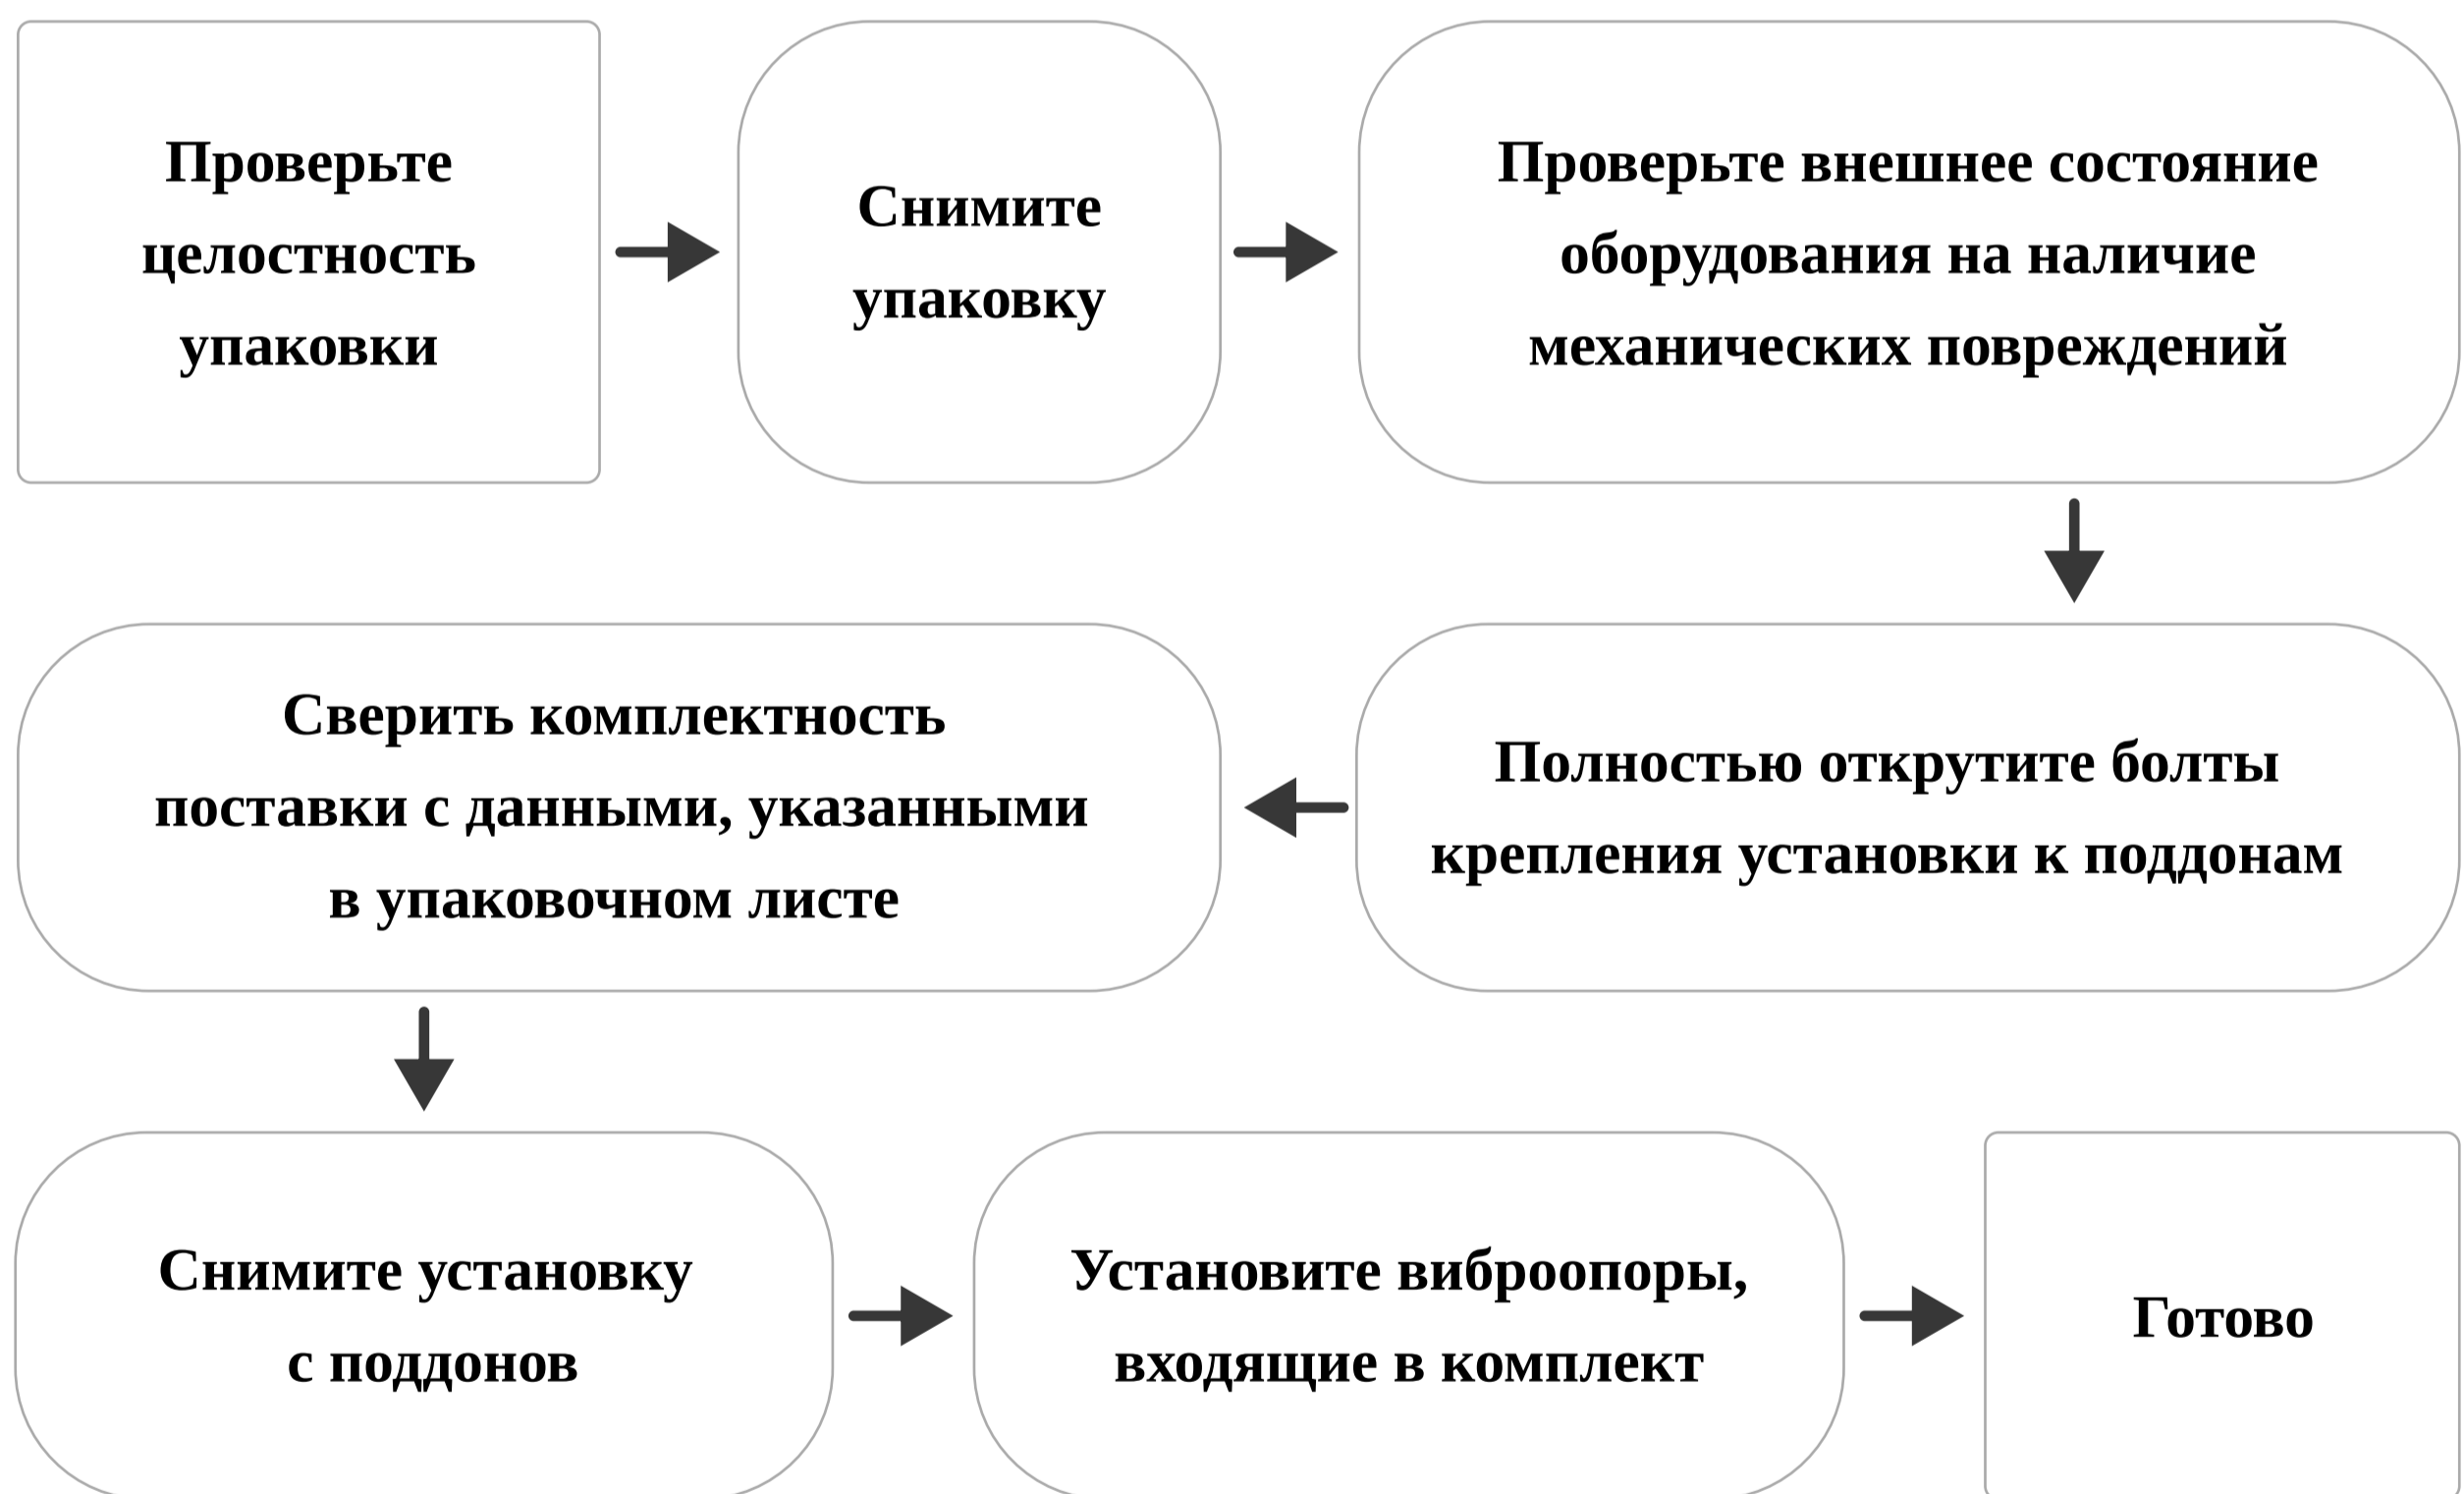 Проверьте
целостность
упаковки
Снимите
упаковку
Проверьте внешнее состояние
оборудования на наличие
механических повреждений
Полностью открутите болты
крепления установки к поддонам
Сверить комплектность
поставки с данными, указанными
в упаковочном листе
Снимите установку
с поддонов
Установите виброопоры,
входящие в комплект
Готово